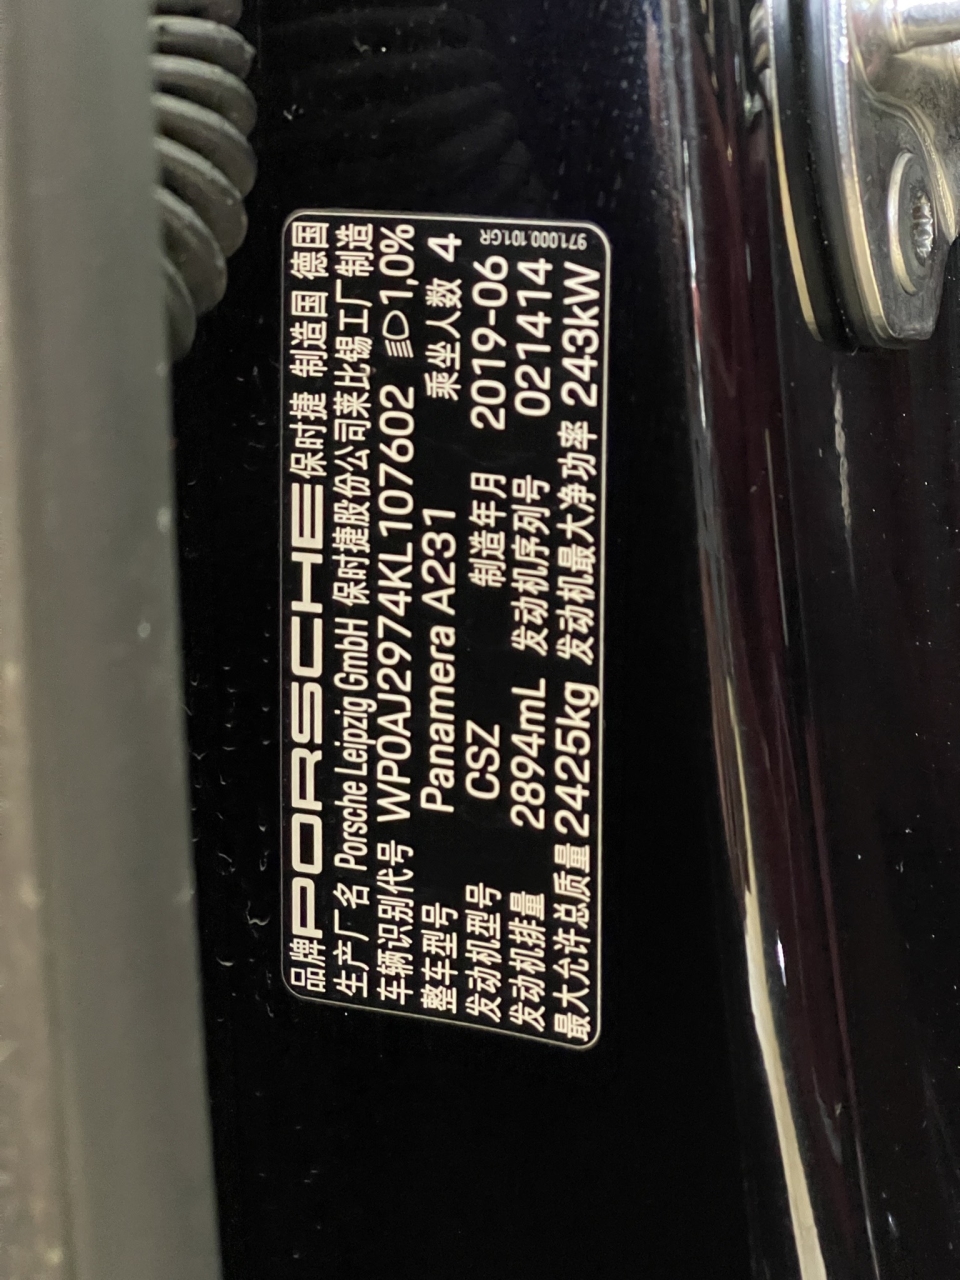 品牌 PORSCHE 保时捷 制造国 德国
生产厂名 Porsche Leipzig GmbH 保时捷股份公司莱比锡工厂 制造
车辆识别代号 WP0AJ2974KL107602 1,0%
整车型号 Panamera A231 乘坐人数 4
发动机型号 CSZ 制造年月 2019-06
发动机排量 2894mL 发动机序列号 021414
最大允许总质量 2425kg 发动机最大净功率 243kW
971.000.101.GR